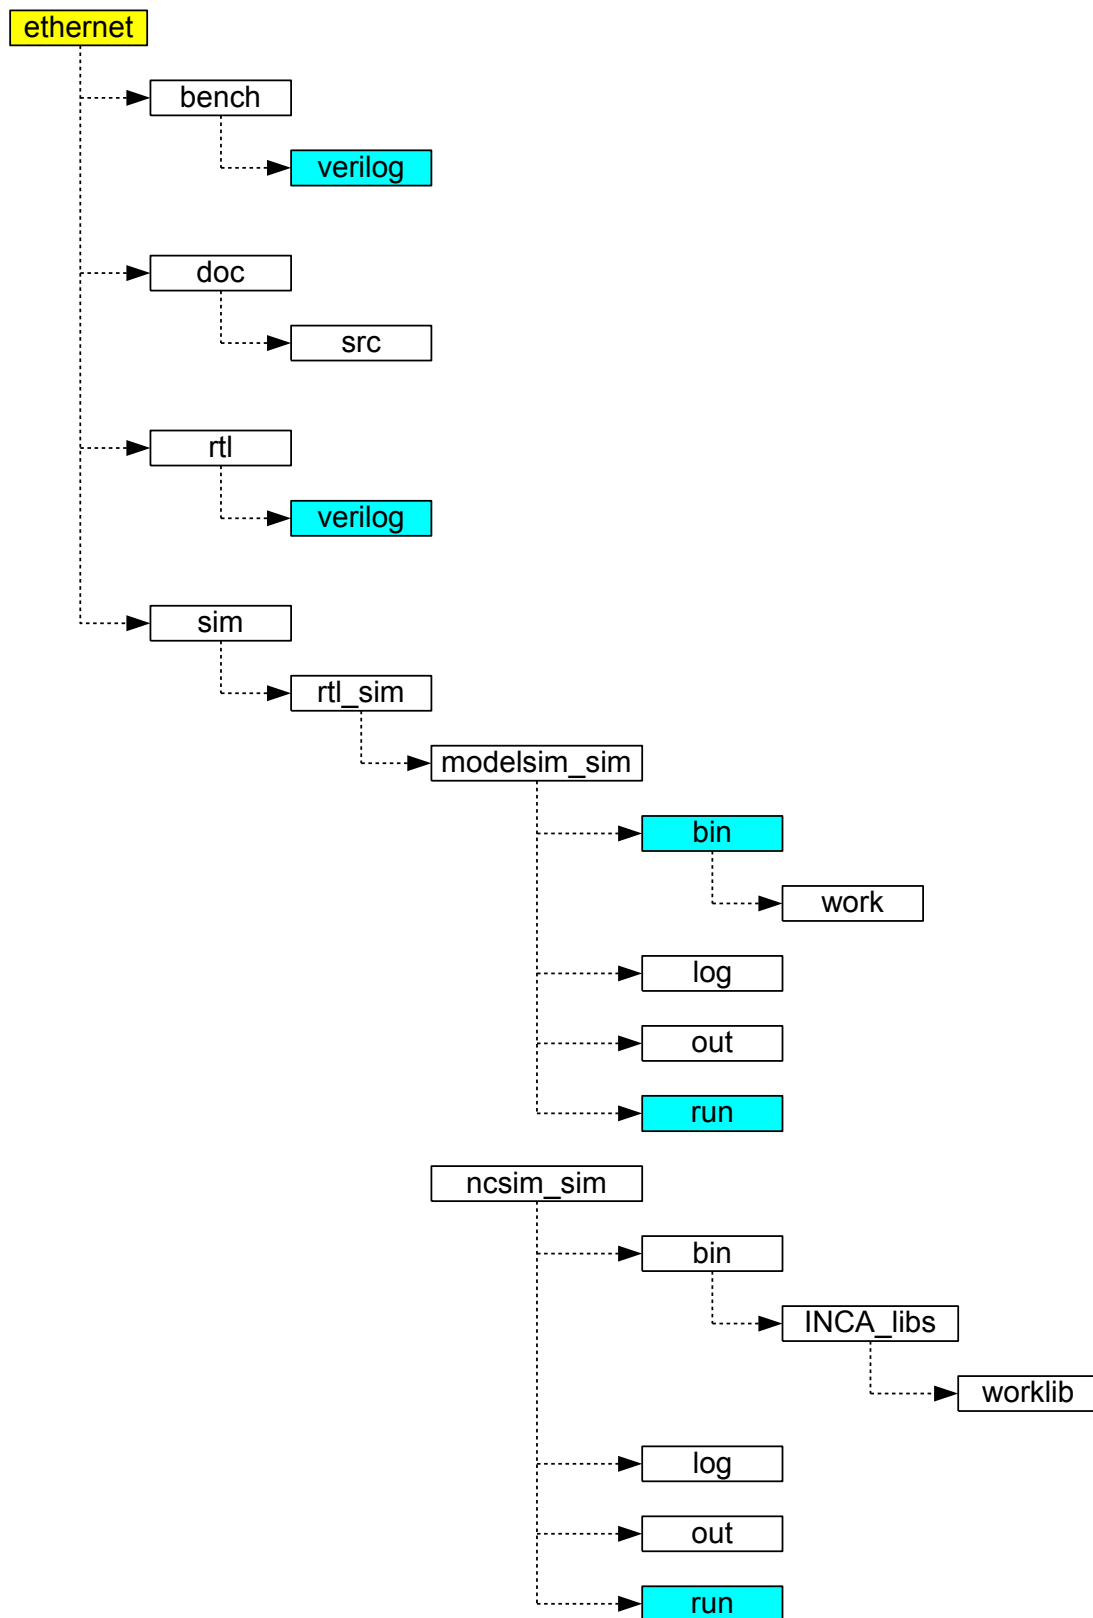 ethernet
bench
verilog
doc
src
rtl
verilog
sim
rtl_sim
modelsim_sim
bin
work
log
out
run
ncsim_sim
bin
INCA_libs
worklib
log
out
run